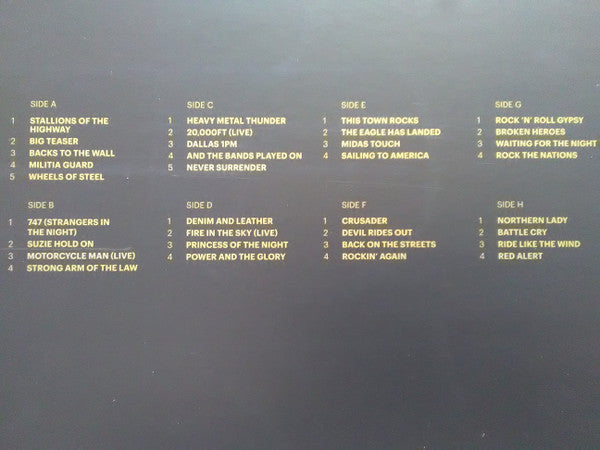 SIDE A
1 STALLIONS OF THE
HIGHWAY
2 BIG TEASER
3 BACKS TO THE WALL
4 MILITIA GUARD
5 WHEELS OF STEEL
SIDE B
1 747 (STRANGERS IN
THE NIGHT)
2 SUZIE HOLD ON
3 MOTORCYCLE MAN (LIVE)
4 STRONG ARM OF THE LAW
SIDE C
1 HEAVY METAL THUNDER
2 20,000FT (LIVE)
3 DALLAS 1PM
4 AND THE BANDS PLAYED ON
5 NEVER SURRENDER
SIDE D
1 DENIM AND LEATHER
2 FIRE IN THE SKY (LIVE)
3 PRINCESS OF THE NIGHT
4 POWER AND THE GLORY
SIDE E
1 THIS TOWN ROCKS
2 THE EAGLE HAS LANDED
3 MIDAS TOUCH
4 SAILING TO AMERICA
SIDE F
1 CRUSADER
2 DEVIL RIDES OUT
3 BACK ON THE STREETS
4 ROCKIN' AGAIN
SIDE G
1 ROCK 'N' ROLL GYPSY
2 BROKEN HEROES
3 WAITING FOR THE NIGHT
4 ROCK THE NATIONS
SIDE H
1 NORTHERN LADY
2 BATTLE CRY
3 RIDE LIKE THE WIND
4 RED ALERT